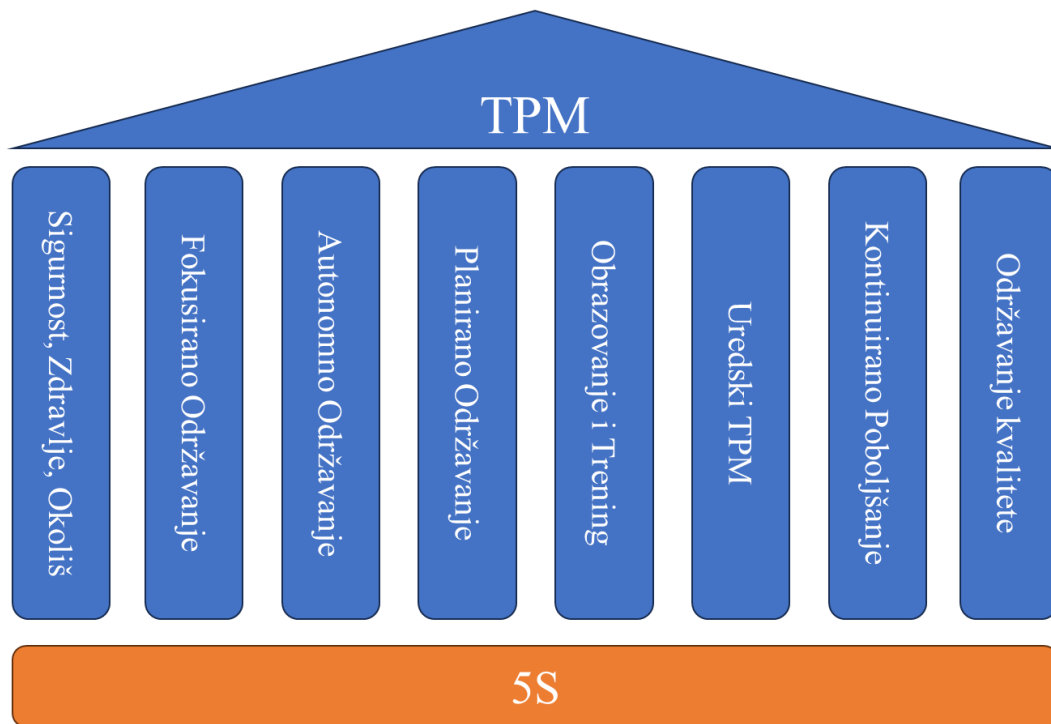 TPM
Sigurnost, Zdravlje, Okoliš
Fokusirano Održavanje
Autonomno Održavanje
Planirano Održavanje
Obrazovanje i Trening
Uredski TPM
Kontinuirano Poboljšanje
Održavanje kvalitete
5S